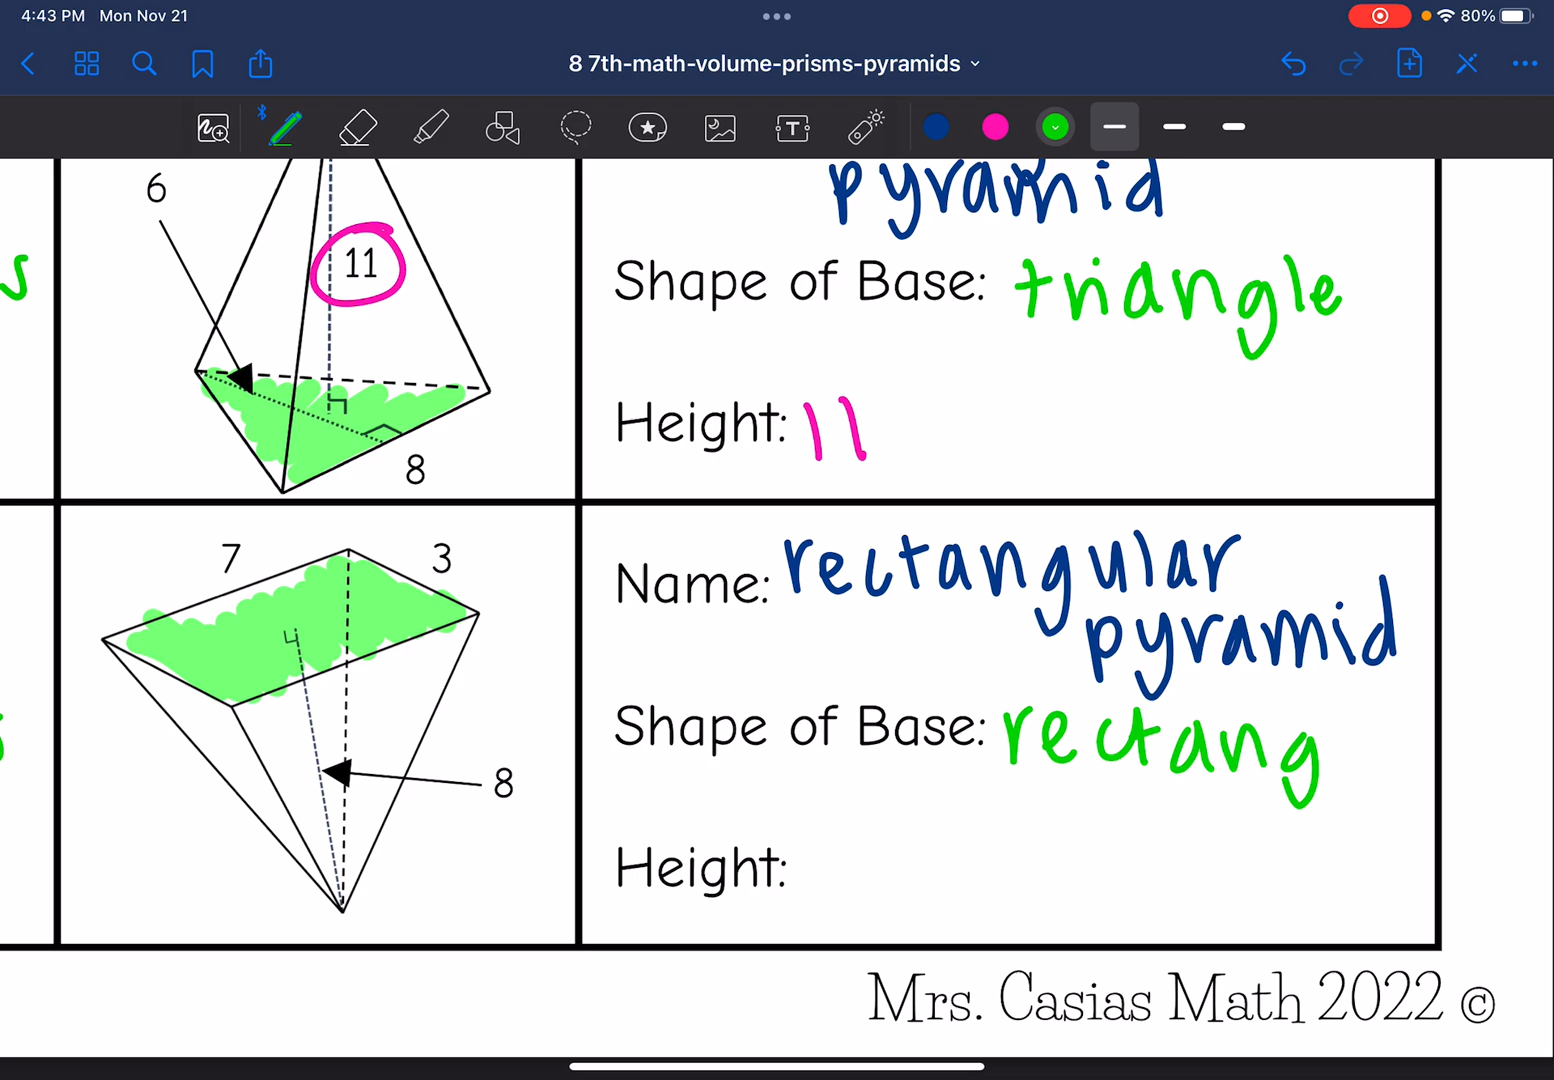 4:43 PM Mon Nov 21
80%
8 7th-math-volume-prisms-pyramids
T
6
11
8
pyramid
Shape of Base: triangle
Height: 11
s
7
3
8
Name: rectangular
pyramid
Shape of Base: rectang
Height:
Mrs. Casias Math 2022 ©